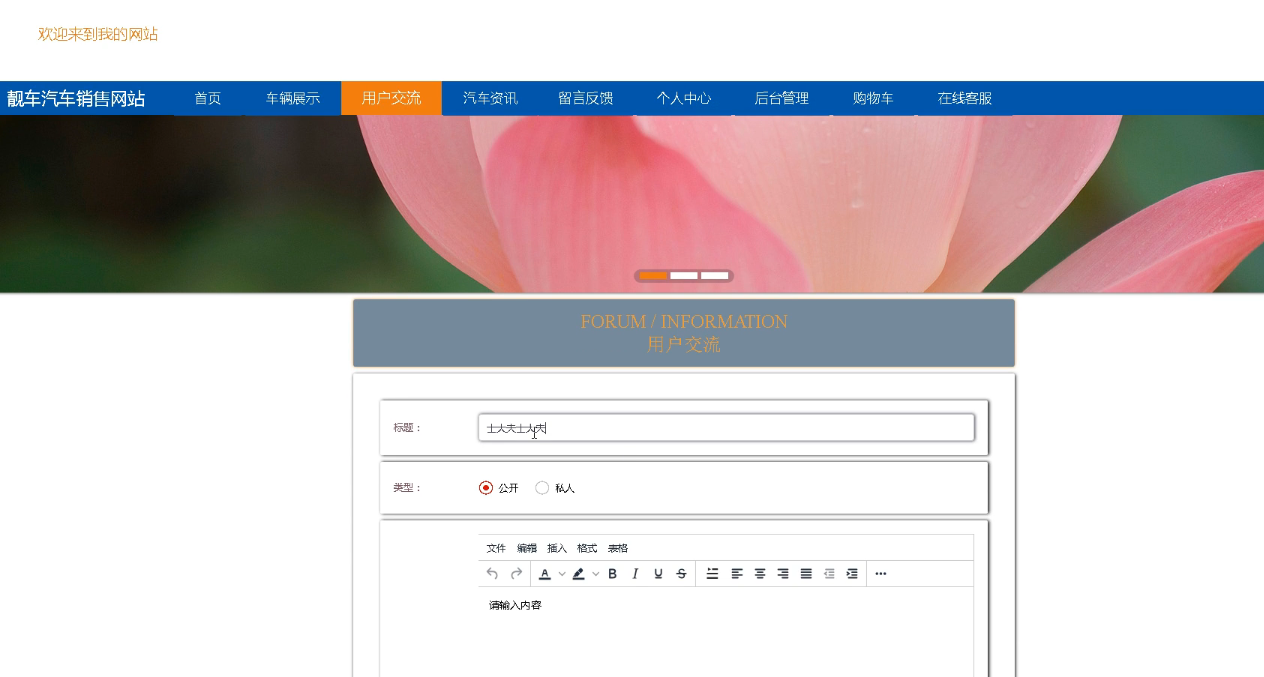 欢迎来到我的网站
靓车汽车销售网站 首页 车辆展示 用户交流 汽车资讯 留言反馈 个人中心 后台管理 购物车 在线客服
FORUM / INFORMATION
用户交流
标题：
士大夫士大夫
类型：
公开 私人
文件 编辑 插入 格式 表格
请输入内容